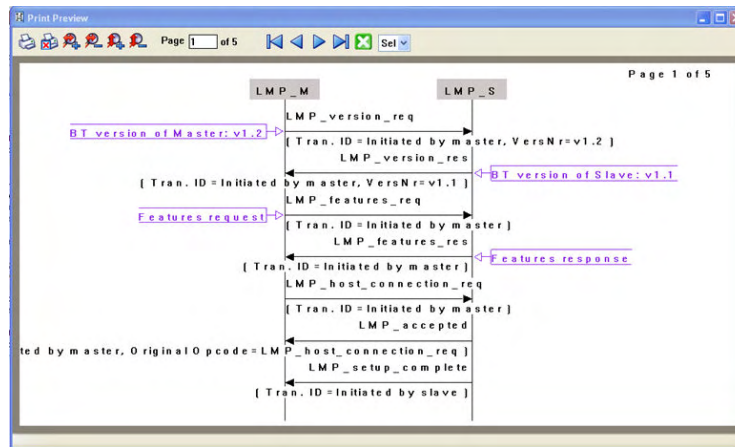 Print Preview
Page 1 of 5 Sel
Page 1 of 5
LMP_M LMP_S
LMP_version_req
BT version of Master: v1.2
( Tran. ID = Initiated by master, VersNr= v1.2 )
LMP_version_res
BT version of Slave: v1.1
( Tran. ID = Initiated by master, VersNr= v1.1 )
LMP_features_req
Features request
( Tran. ID = Initiated by master )
LMP_features_res
Features response
( Tran. ID = Initiated by master )
LMP_host_connection_req
( Tran. ID = Initiated by master )
LMP_accepted
ted by master, OriginalOpcode=LMP_host_connection_req )
LMP_setup_complete
( Tran. ID = Initiated by slave )